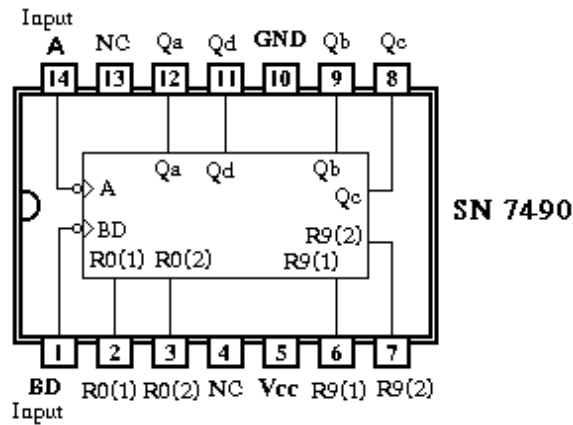 Input
A NC Qa Qd GND Qb Qc
14 13 12 11 10 9 8
Qa Qd Qb
A Qc
SN 7490
BD R9(2)
R0(1) R0(2) R9(1)
1 2 3 4 5 6 7
BD R0(1) R0(2) NC Vcc R9(1) R9(2)
Input